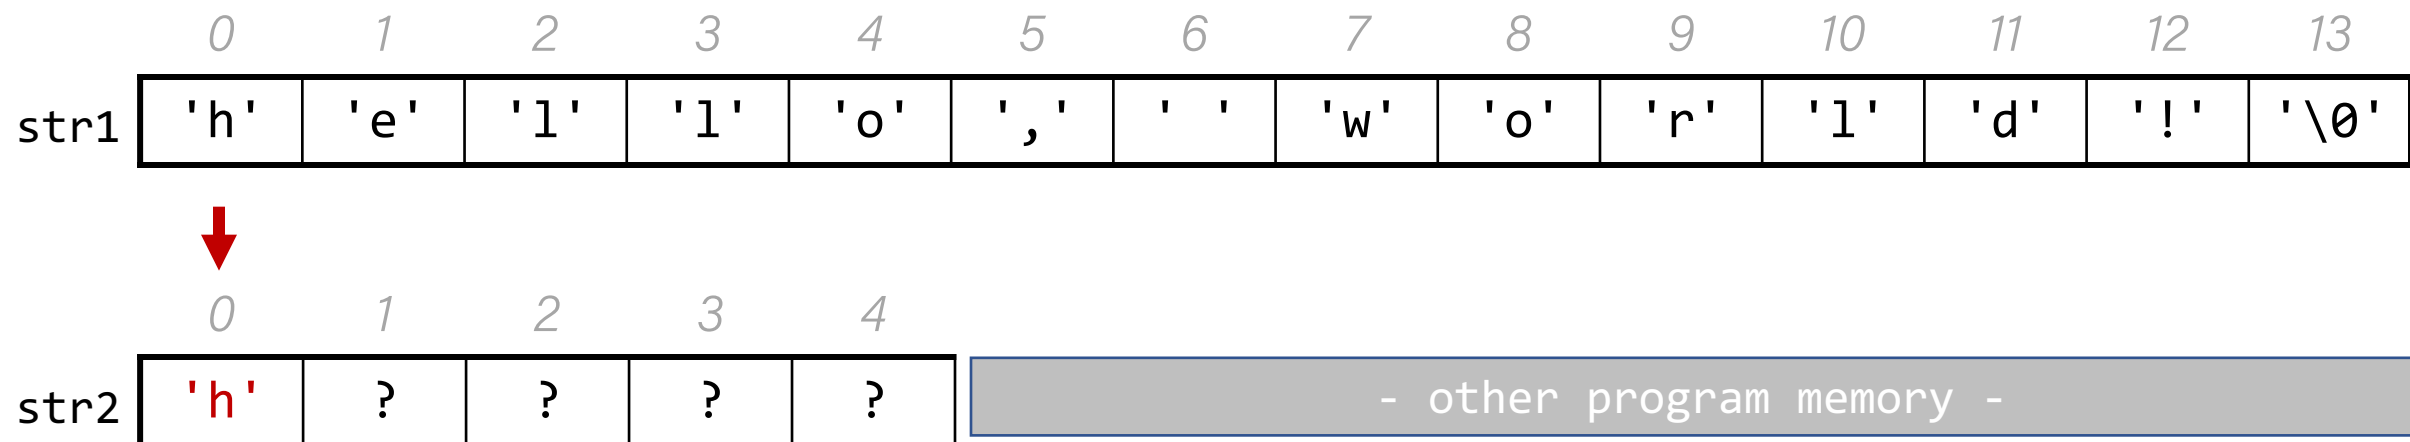 0 1 2 3 4 5 6 7 8 9 10 11 12 13
str1 'h' 'e' 'l' 'l' 'o' ',' ' ' 'w' 'o' 'r' 'l' 'd' '!' '\0'
0 1 2 3 4
str2 'h' ? ? ? ? - other program memory -